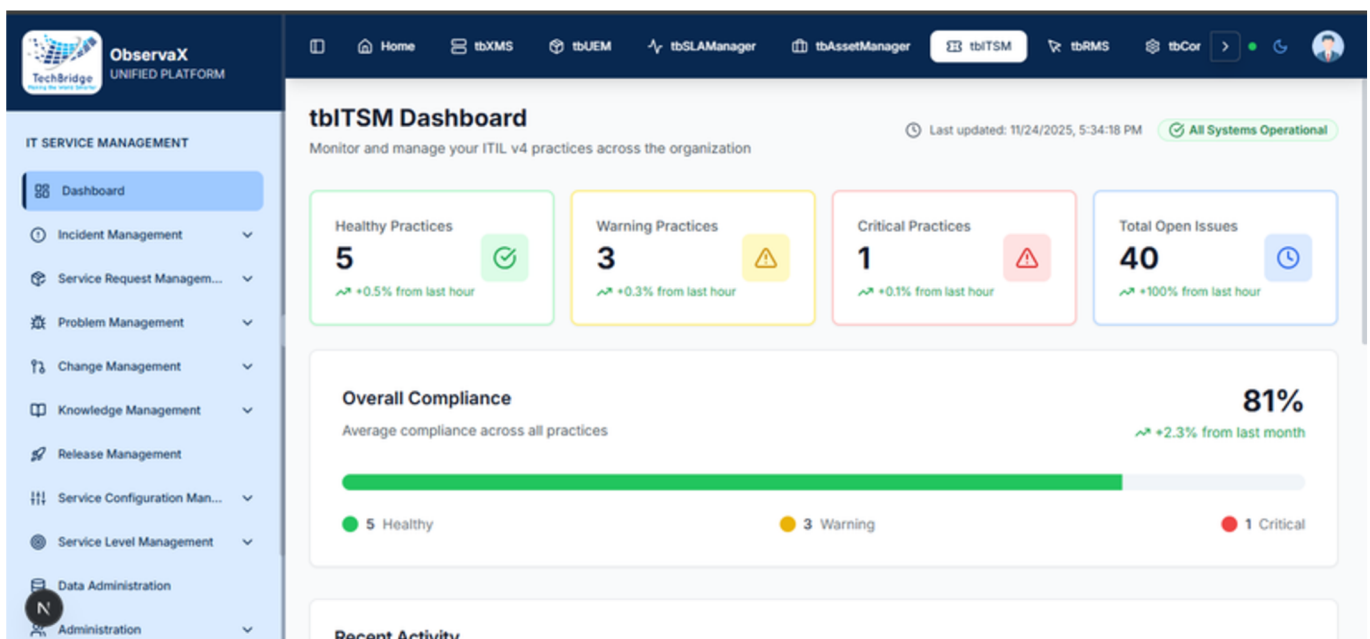 TechBridge
ObservaX
UNIFIED PLATFORM
Home
tbXMS
tbUEM
tbSLAManager
tbAssetManager
tbITSM
tbRMS
tbCor
IT SERVICE MANAGEMENT
Dashboard
Incident Management
Service Request Managem...
Problem Management
Change Management
Knowledge Management
Release Management
Service Configuration Man...
Service Level Management
Data Administration
N
Administration
tbITSM Dashboard
Monitor and manage your ITIL v4 practices across the organization
Last updated: 11/24/2025, 5:34:18 PM
All Systems Operational
Healthy Practices
5
+0.5% from last hour
Warning Practices
3
+0.3% from last hour
Critical Practices
1
+0.1% from last hour
Total Open Issues
40
+100% from last hour
Overall Compliance
Average compliance across all practices
81%
+2.3% from last month
5 Healthy
3 Warning
1 Critical
Recent Activity